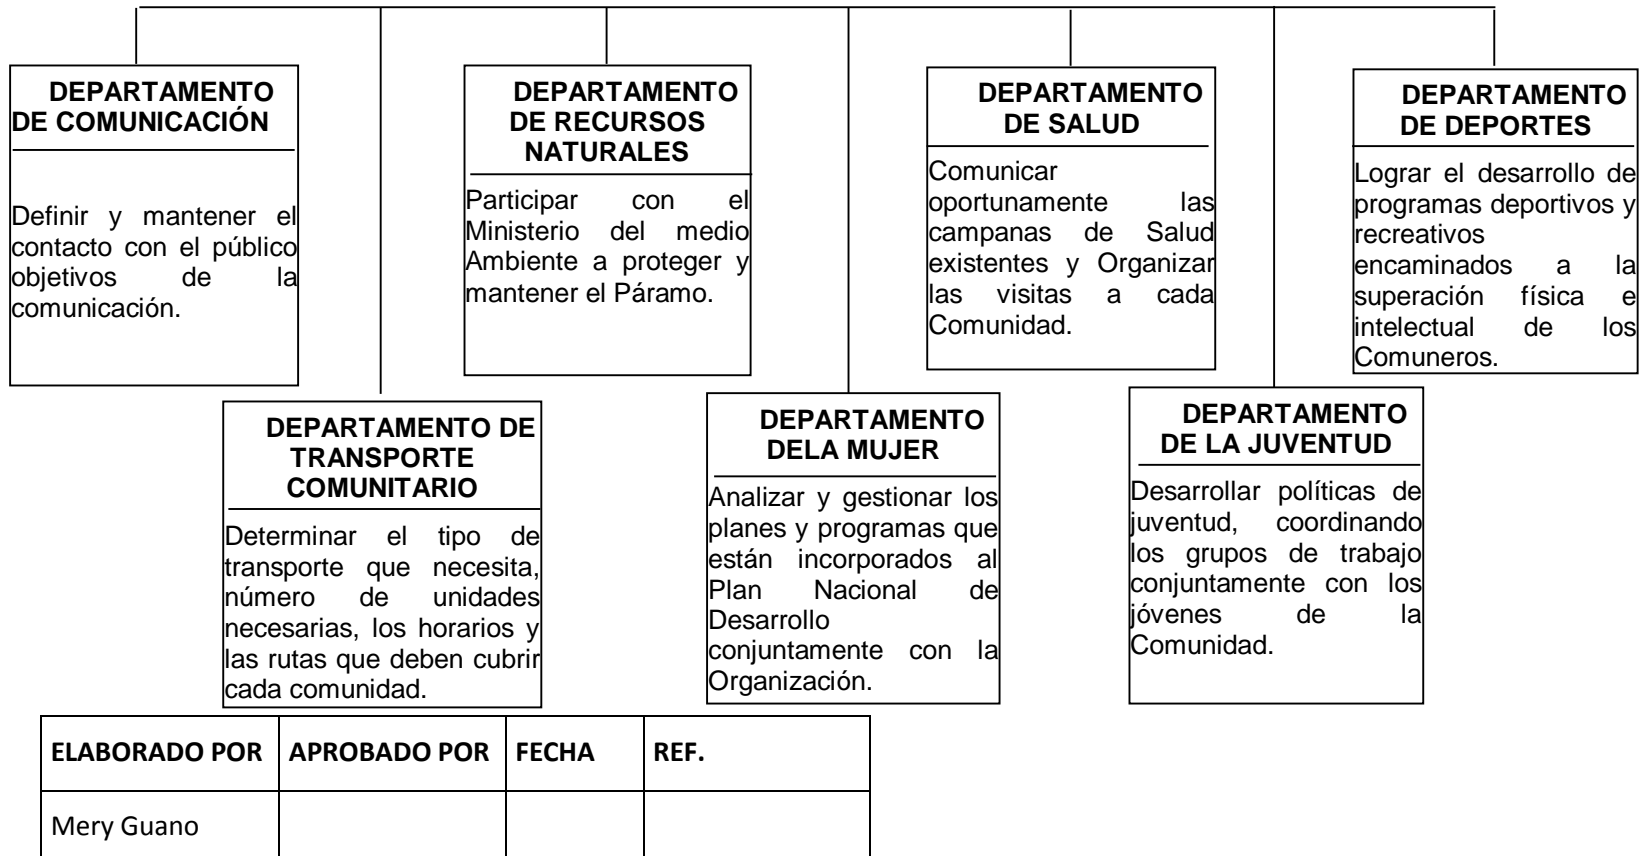 DEPARTAMENTO
DE COMUNICACIÓN
Definir y mantener el
contacto con el público
objetivos de la
comunicación.
DEPARTAMENTO
DE RECURSOS
NATURALES
Participar con el
Ministerio del medio
Ambiente a proteger y
mantener el Páramo.
DEPARTAMENTO
DE SALUD
Comunicar
oportunamente las
campanas de Salud
existentes y Organizar
las visitas a cada
Comunidad.
DEPARTAMENTO
DE DEPORTES
Lograr el desarrollo de
programas deportivos y
recreativos
encaminados a la
superación física e
intelectual de los
Comuneros.
DEPARTAMENTO DE
TRANSPORTE
COMUNITARIO
Determinar el tipo de
transporte que necesita,
número de unidades
necesarias, los horarios y
las rutas que deben cubrir
cada comunidad.
DEPARTAMENTO
DELA MUJER
Analizar y gestionar los
planes y programas que
están incorporados al
Plan Nacional de
Desarrollo
conjuntamente con la
Organización.
DEPARTAMENTO
DE LA JUVENTUD
Desarrollar políticas de
juventud, coordinando
los grupos de trabajo
conjuntamente con los
jóvenes de la
Comunidad.
ELABORADO POR APROBADO POR FECHA REF.
Mery Guano